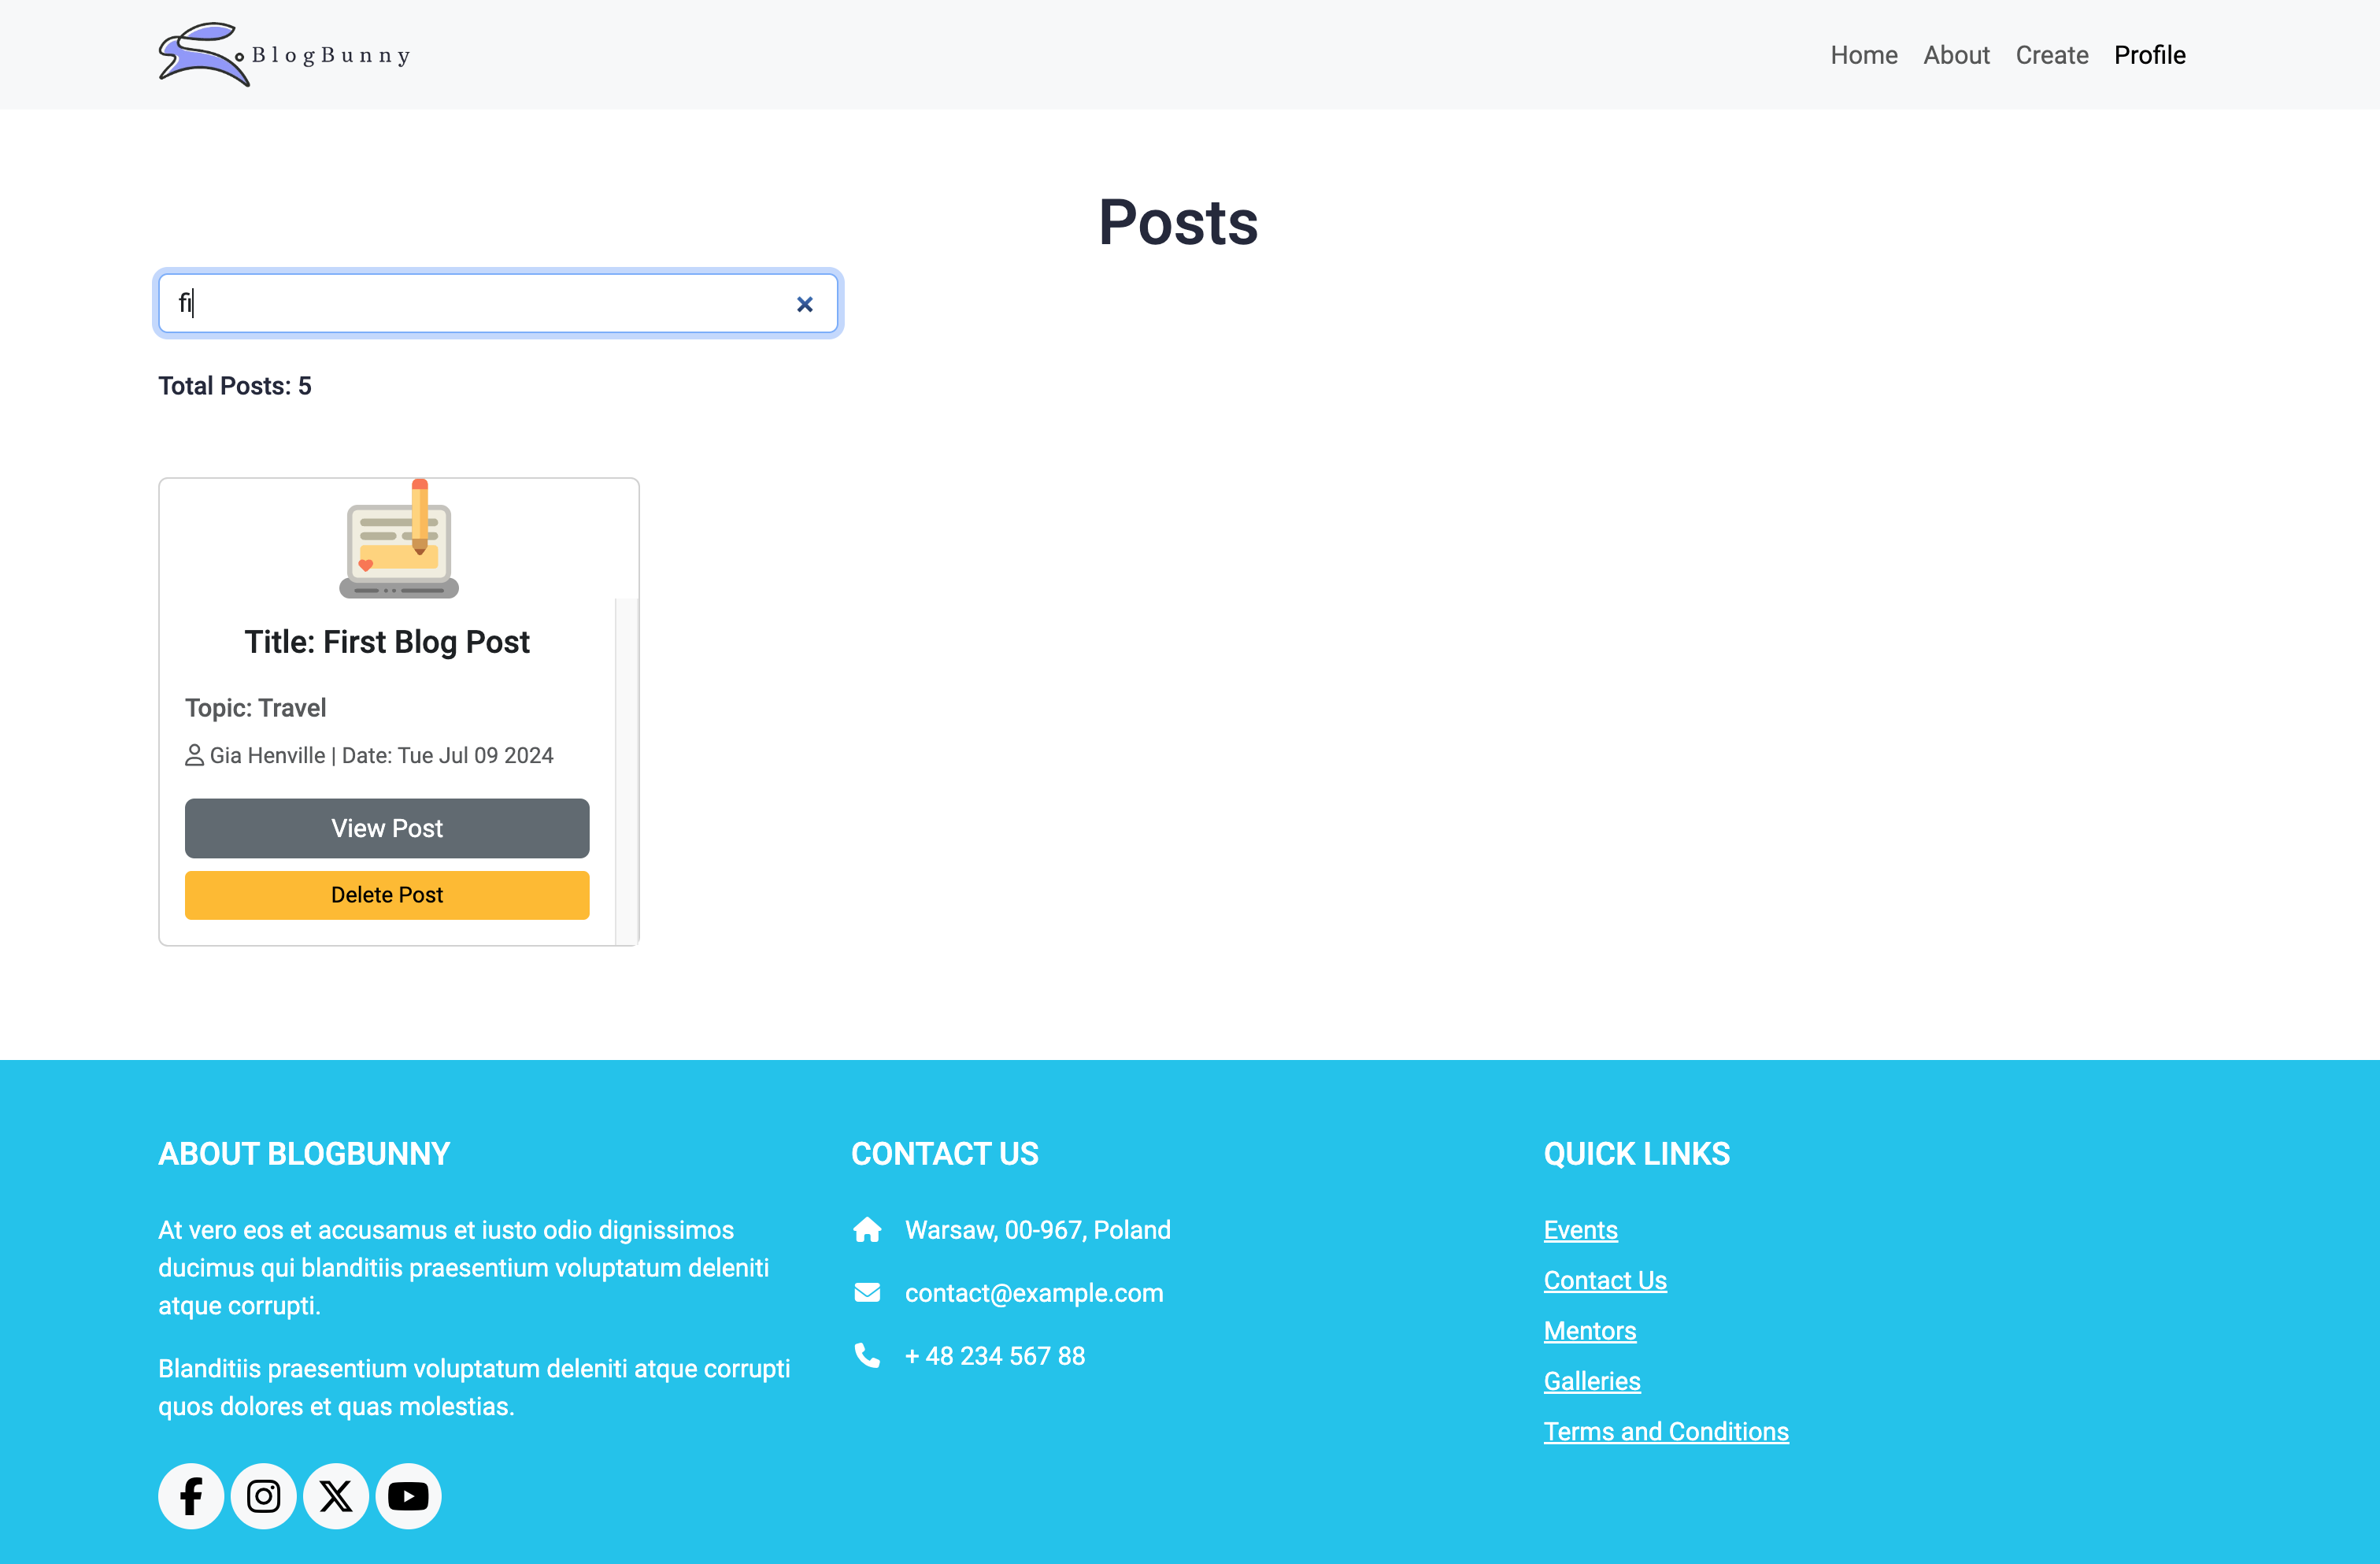 BlogBunny
Home About Create Profile
Posts
fi
Total Posts: 5
Title: First Blog Post
Topic: Travel
Gia Henville | Date: Tue Jul 09 2024
View Post
Delete Post
ABOUT BLOGBUNNY
At vero eos et accusamus et iusto odio dignissimos
ducimus qui blanditiis praesentium voluptatum deleniti
atque corrupti.
Blanditiis praesentium voluptatum deleniti atque corrupti
quos dolores et quas molestias.
CONTACT US
Warsaw, 00-967, Poland
contact@example.com
+ 48 234 567 88
QUICK LINKS
Events
Contact Us
Mentors
Galleries
Terms and Conditions